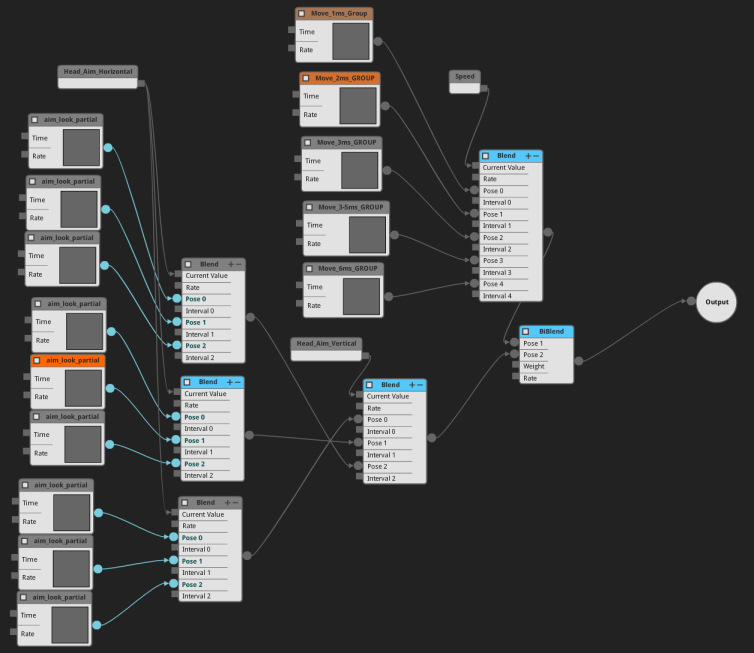 Head_Aim_Horizontal
aim_look_partial
Time
Rate
aim_look_partial
Time
Rate
aim_look_partial
Time
Rate
aim_look_partial
Time
Rate
aim_look_partial
Time
Rate
aim_look_partial
Time
Rate
aim_look_partial
Time
Rate
aim_look_partial
Time
Rate
aim_look_partial
Time
Rate
Blend +−
Current Value
Rate
Pose 0
Interval 0
Pose 1
Interval 1
Pose 2
Interval 2
Blend +−
Current Value
Rate
Pose 0
Interval 0
Pose 1
Interval 1
Pose 2
Interval 2
Blend +−
Current Value
Rate
Pose 0
Interval 0
Pose 1
Interval 1
Pose 2
Interval 2
Move_1ms_Group
Time
Rate
Move_2ms_GROUP
Time
Rate
Move_3ms_GROUP
Time
Rate
Move_3-5ms_GROUP
Time
Rate
Move_6ms_GROUP
Time
Rate
Head_Aim_Vertical
Blend +−
Current Value
Rate
Pose 0
Interval 0
Pose 1
Interval 1
Pose 2
Interval 2
Speed
Blend +−
Current Value
Rate
Pose 0
Interval 0
Pose 1
Interval 1
Pose 2
Interval 2
Pose 3
Interval 3
Pose 4
Interval 4
BiBlend
Pose 1
Pose 2
Weight
Rate
Output